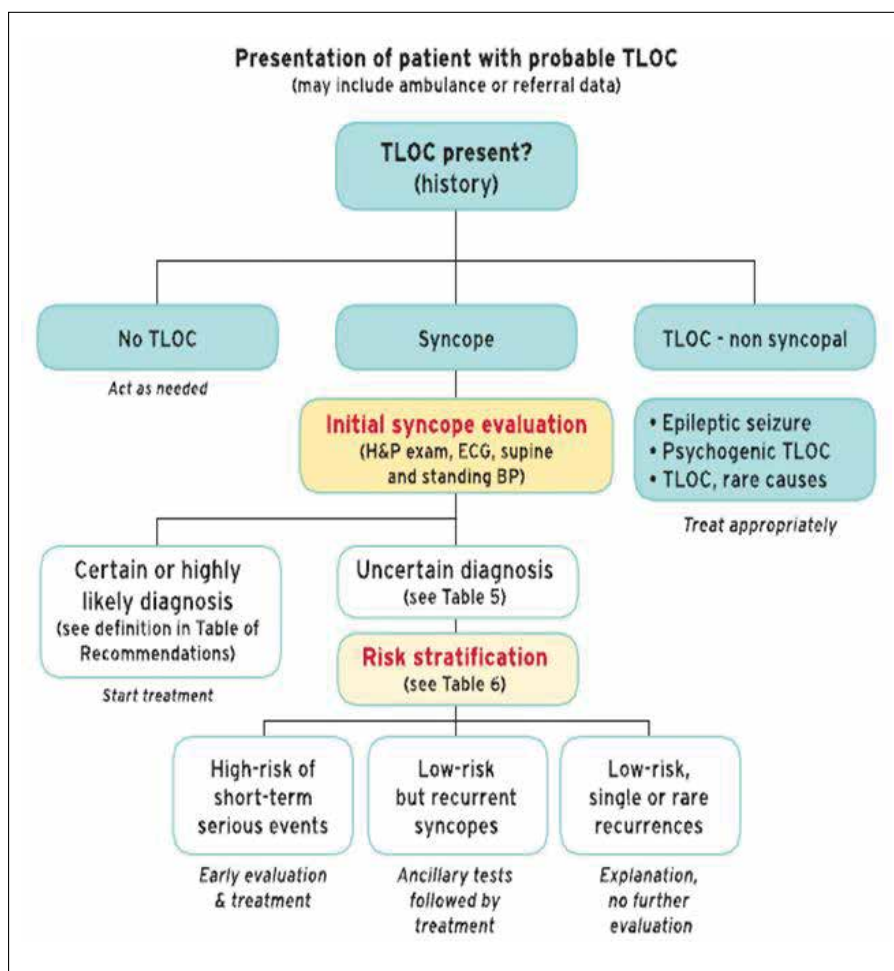 Presentation of patient with probable TLOC
(may include ambulance or referral data)
TLOC present?
(history)
No TLOC
Act as needed
Syncope
TLOC - non syncopal
Initial syncope evaluation
(H&P exam, ECG, supine
and standing BP)
• Epileptic seizure
• Psychogenic TLOC
• TLOC, rare causes
Treat appropriately
Certain or highly
likely diagnosis
(see definition in Table of
Recommendations)
Start treatment
Uncertain diagnosis
(see Table 5)
Risk stratification
(see Table 6)
High-risk of
short-term
serious events
Early evaluation
& treatment
Low-risk
but recurrent
syncopes
Ancillary tests
followed by
treatment
Low-risk,
single or rare
recurrences
Explanation,
no further
evaluation